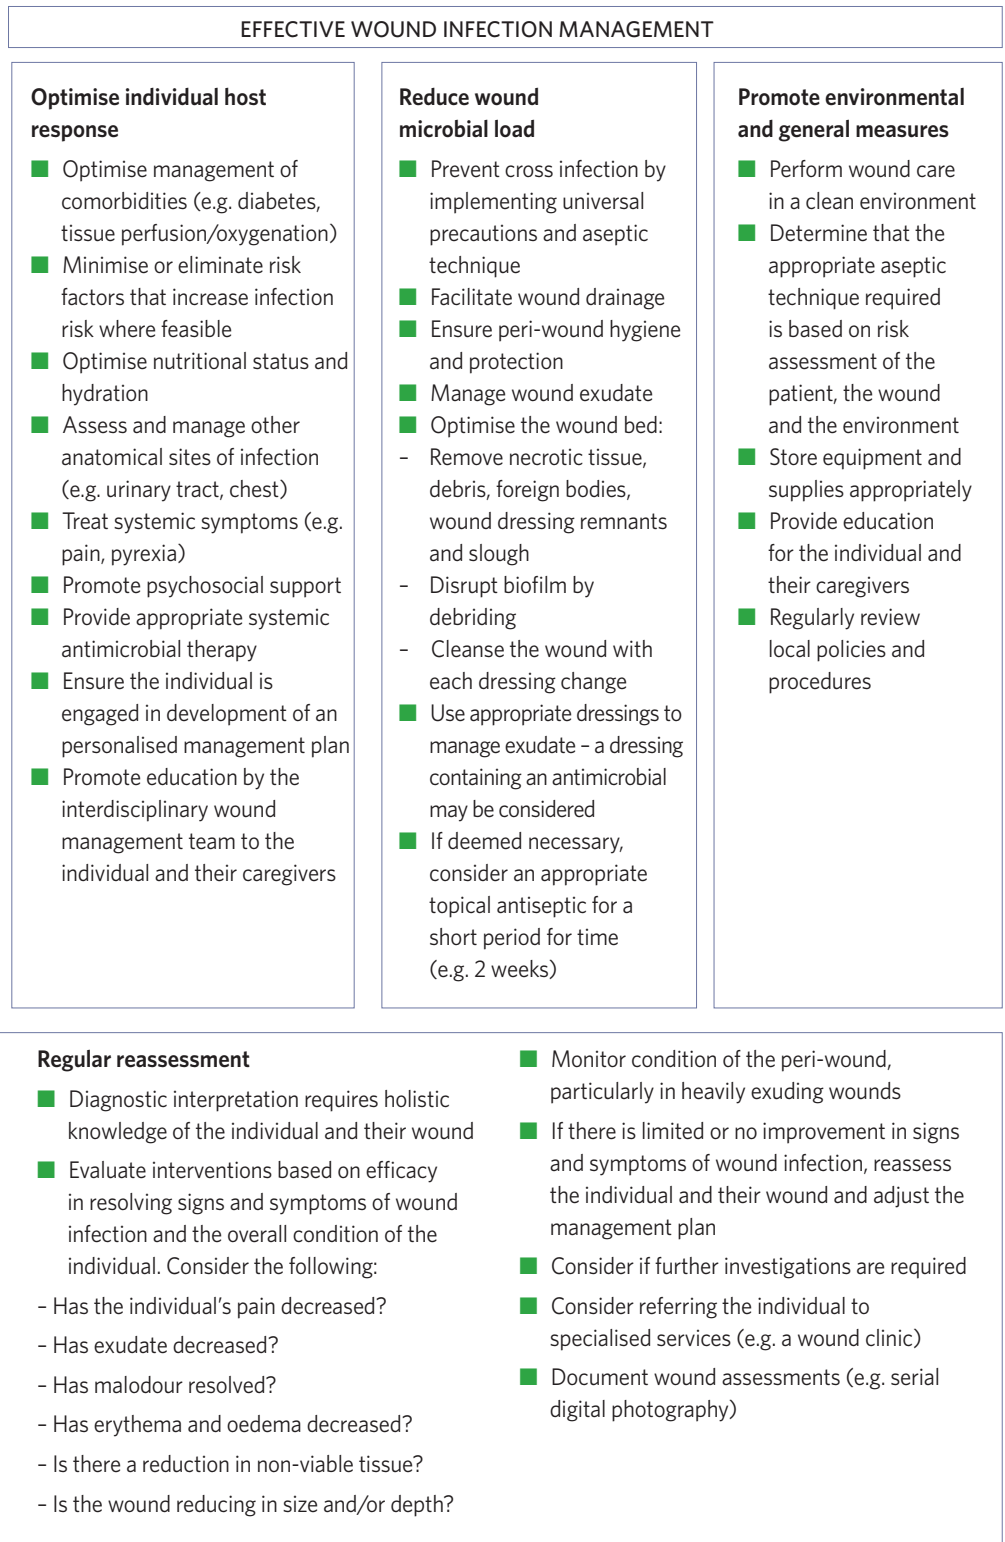 EFFECTIVE WOUND INFECTION MANAGEMENT
Optimise individual host
response
■ Optimise management of
comorbidities (e.g. diabetes,
tissue perfusion/oxygenation)
■ Minimise or eliminate risk
factors that increase infection
risk where feasible
■ Optimise nutritional status and
hydration
■ Assess and manage other
anatomical sites of infection
(e.g. urinary tract, chest)
■ Treat systemic symptoms (e.g.
pain, pyrexia)
■ Promote psychosocial support
■ Provide appropriate systemic
antimicrobial therapy
■ Ensure the individual is
engaged in development of an
personalised management plan
■ Promote education by the
interdisciplinary wound
management team to the
individual and their caregivers
Reduce wound
microbial load
■ Prevent cross infection by
implementing universal
precautions and aseptic
technique
■ Facilitate wound drainage
■ Ensure peri-wound hygiene
and protection
■ Manage wound exudate
■ Optimise the wound bed:
– Remove necrotic tissue,
debris, foreign bodies,
wound dressing remnants
and slough
– Disrupt biofilm by
debriding
– Cleanse the wound with
each dressing change
■ Use appropriate dressings to
manage exudate – a dressing
containing an antimicrobial
may be considered
■ If deemed necessary,
consider an appropriate
topical antiseptic for a
short period for time
(e.g. 2 weeks)
Promote environmental
and general measures
■ Perform wound care
in a clean environment
■ Determine that the
appropriate aseptic
technique required
is based on risk
assessment of the
patient, the wound
and the environment
■ Store equipment and
supplies appropriately
■ Provide education
for the individual and
their caregivers
■ Regularly review
local policies and
procedures
Regular reassessment
■ Diagnostic interpretation requires holistic
knowledge of the individual and their wound
■ Evaluate interventions based on efficacy
in resolving signs and symptoms of wound
infection and the overall condition of the
individual. Consider the following:
– Has the individual's pain decreased?
– Has exudate decreased?
– Has malodour resolved?
– Has erythema and oedema decreased?
– Is there a reduction in non-viable tissue?
– Is the wound reducing in size and/or depth?
■ Monitor condition of the peri-wound,
particularly in heavily exuding wounds
■ If there is limited or no improvement in signs
and symptoms of wound infection, reassess
the individual and their wound and adjust the
management plan
■ Consider if further investigations are required
■ Consider referring the individual to
specialised services (e.g. a wound clinic)
■ Document wound assessments (e.g. serial
digital photography)